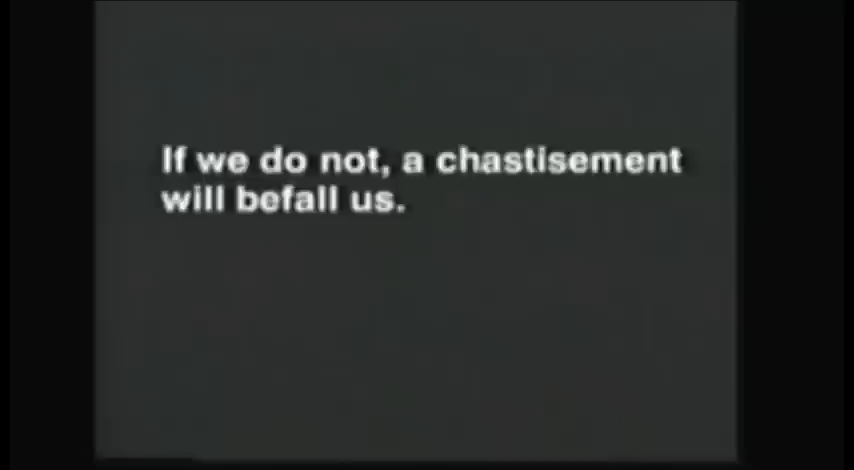 If we do not, a chastisement
will befall us.